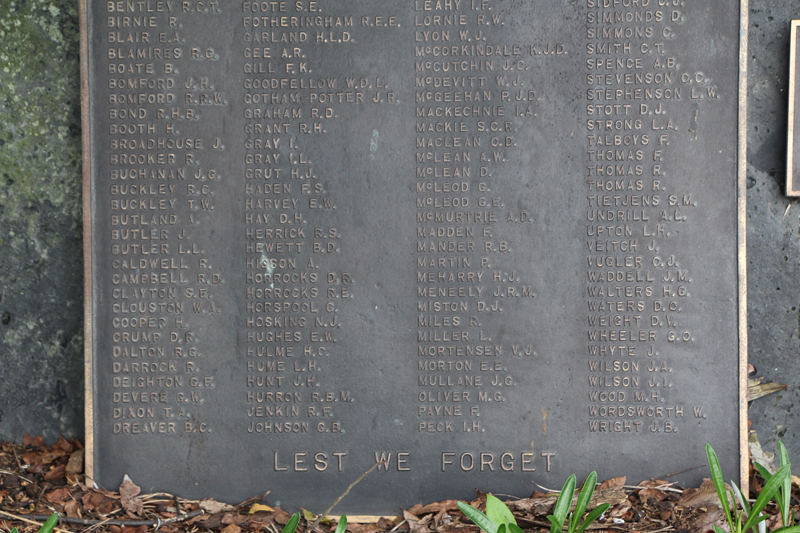 BENTLEY R.C.T.
BIRNIE R.
BLAIR E.A.
BLAMIRES R.G.
BOATE B.
BOMFORD J.H.
BOMFORD R.R.W.
BOND R.H.B.
BOOTH H.
BROADHOUSE J.
BROOKER R.
BUCHANAN J.G.
BUCKLEY R.C.
BUCKLEY T.W.
BUTLAND A.
BUTLER J.
BUTLER L.L.
CALDWELL R.
CAMPBELL R.D.
CLAYTON S.E.
CLOUSTON W.A.
COOPER H.
CRUMP D.R.
DALTON R.G.
DARROCK R.
DEIGHTON G.F.
DEVERE G.W.
DIXON T.A.
DREAVER B.C.
FOOTE S.E.
FOTHERINGHAM R.E.E.
GARLAND H.L.D.
GEE A.R.
GILL F.K.
GOODFELLOW W.D.L.
GOTHAM-POTTER J.R.
GRAHAM R.D.
GRANT R.H.
GRAY I.
GRAY I.L.
GRUT H.J.
HADEN F.S.
HARVEY E.W.
HAY D.H.
HERRICK R.S.
HEWETT B.D.
HIGSON A.
HORROCKS D.R.
HORROCKS R.E.
HORSPOOL G.
HOSKING N.J.
HUGHES E.W.
HULME H.C.
HUME L.H.
HUNT J.H.
HURRON R.B.M.
JENKIN R.F.
JOHNSON G.B.
LEAHY I.F.
LORNIE R.W.
LYON W.J.
McCORKINDALE K.J.D.
McCUTCHIN J.C.
McDEVITT W.J.
McGEEHAN P.J.D.
MACKECHNIE I.A.
MACKIE S.C.R.
MACLEAN C.D.
McLEAN A.W.
McLEAN D.
McLEOD G.
McLEOD G.E.
McMURTRIE A.D.
MADDEN F.
MANDER R.B.
MARTIN P.
MEHARRY H.J.
MENEELY J.R.M.
MISTON D.J.
MILES R.
MILLER L.
MORTENSEN V.J.
MORTON E.E.
MULLANE J.G.
OLIVER M.G.
PAYNE F.
PECK I.H.
SIDFORD C.J.
SIMMONDS D.
SIMMONS C.
SMITH C.T.
SPENCE A.B.
STEVENSON C.C.
STEPHENSON L.W.
STOTT D.J.
STRONG L.A.
TALBOYS F.
THOMAS F.
THOMAS R.
THOMAS R.
TIETJENS S.M.
UNDRILL A.L.
UPTON L.H.
VEITCH J.
VUGLER C.J.
WADDELL J.M.
WALTERS H.G.
WATERS D.C.
WEIGHT D.V.
WHEELER G.O.
WHYTE J.
WILSON J.A.
WILSON J.I.
WOOD M.H.
WORDSWORTH W.
WRIGHT J.B.
LEST WE FORGET